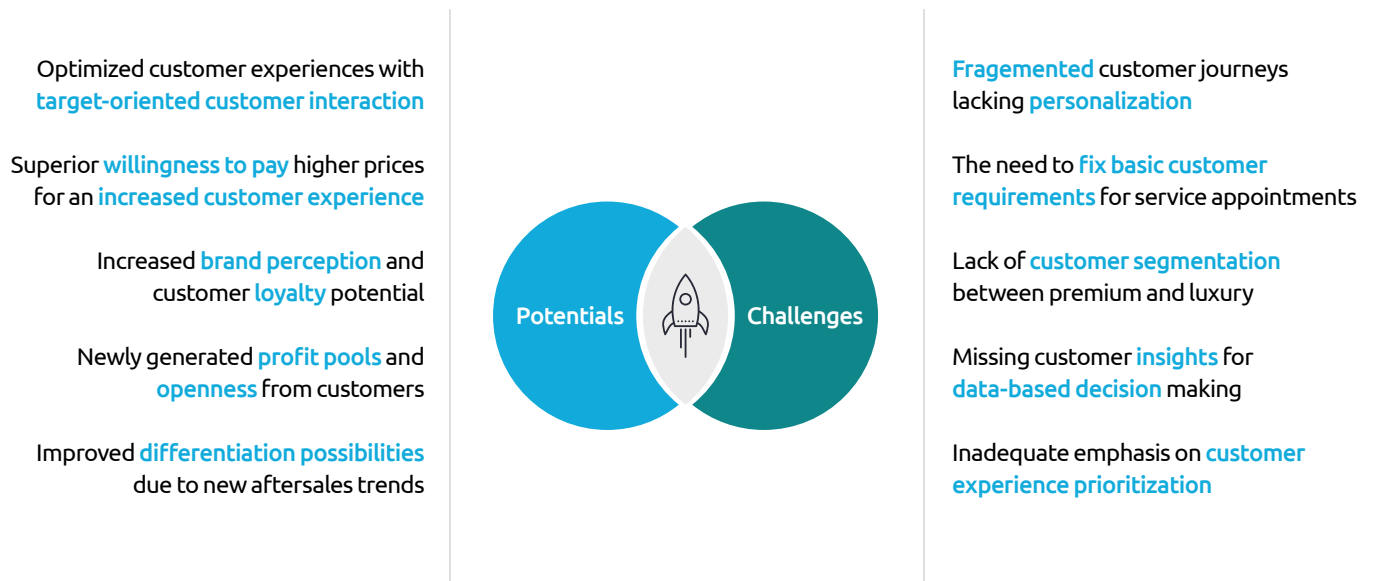 Optimized customer experiences with
target-oriented customer interaction
Superior willingness to pay higher prices
for an increased customer experience
Increased brand perception and
customer loyalty potential
Newly generated profit pools and
openness from customers
Improved differentiation possibilities
due to new aftersales trends
Potentials
Challenges
Fragemented customer journeys
lacking personalization
The need to fix basic customer
requirements for service appointments
Lack of customer segmentation
between premium and luxury
Missing customer insights for
data-based decision making
Inadequate emphasis on customer
experience prioritization